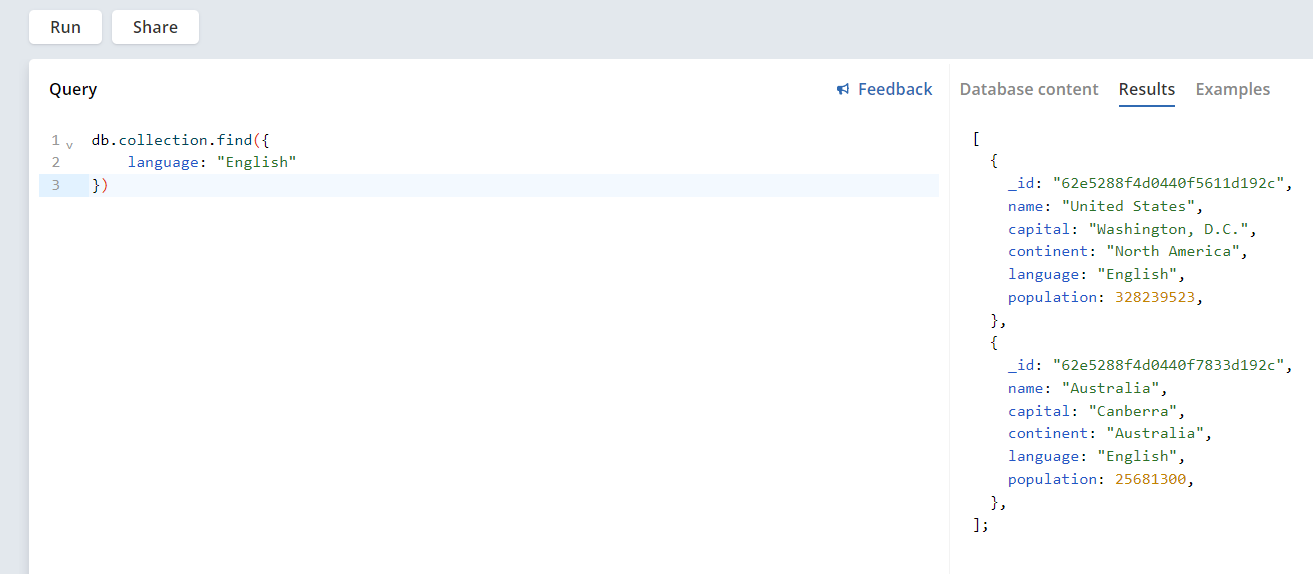 Run Share
Query Feedback
1 db.collection.find({
2 language: "English"
3 })
Database content Results Examples
[
{
_id: "62e5288f4d0440f5611d192c",
name: "United States",
capital: "Washington, D.C.",
continent: "North America",
language: "English",
population: 328239523,
},
{
_id: "62e5288f4d0440f7833d192c",
name: "Australia",
capital: "Canberra",
continent: "Australia",
language: "English",
population: 25681300,
},
];